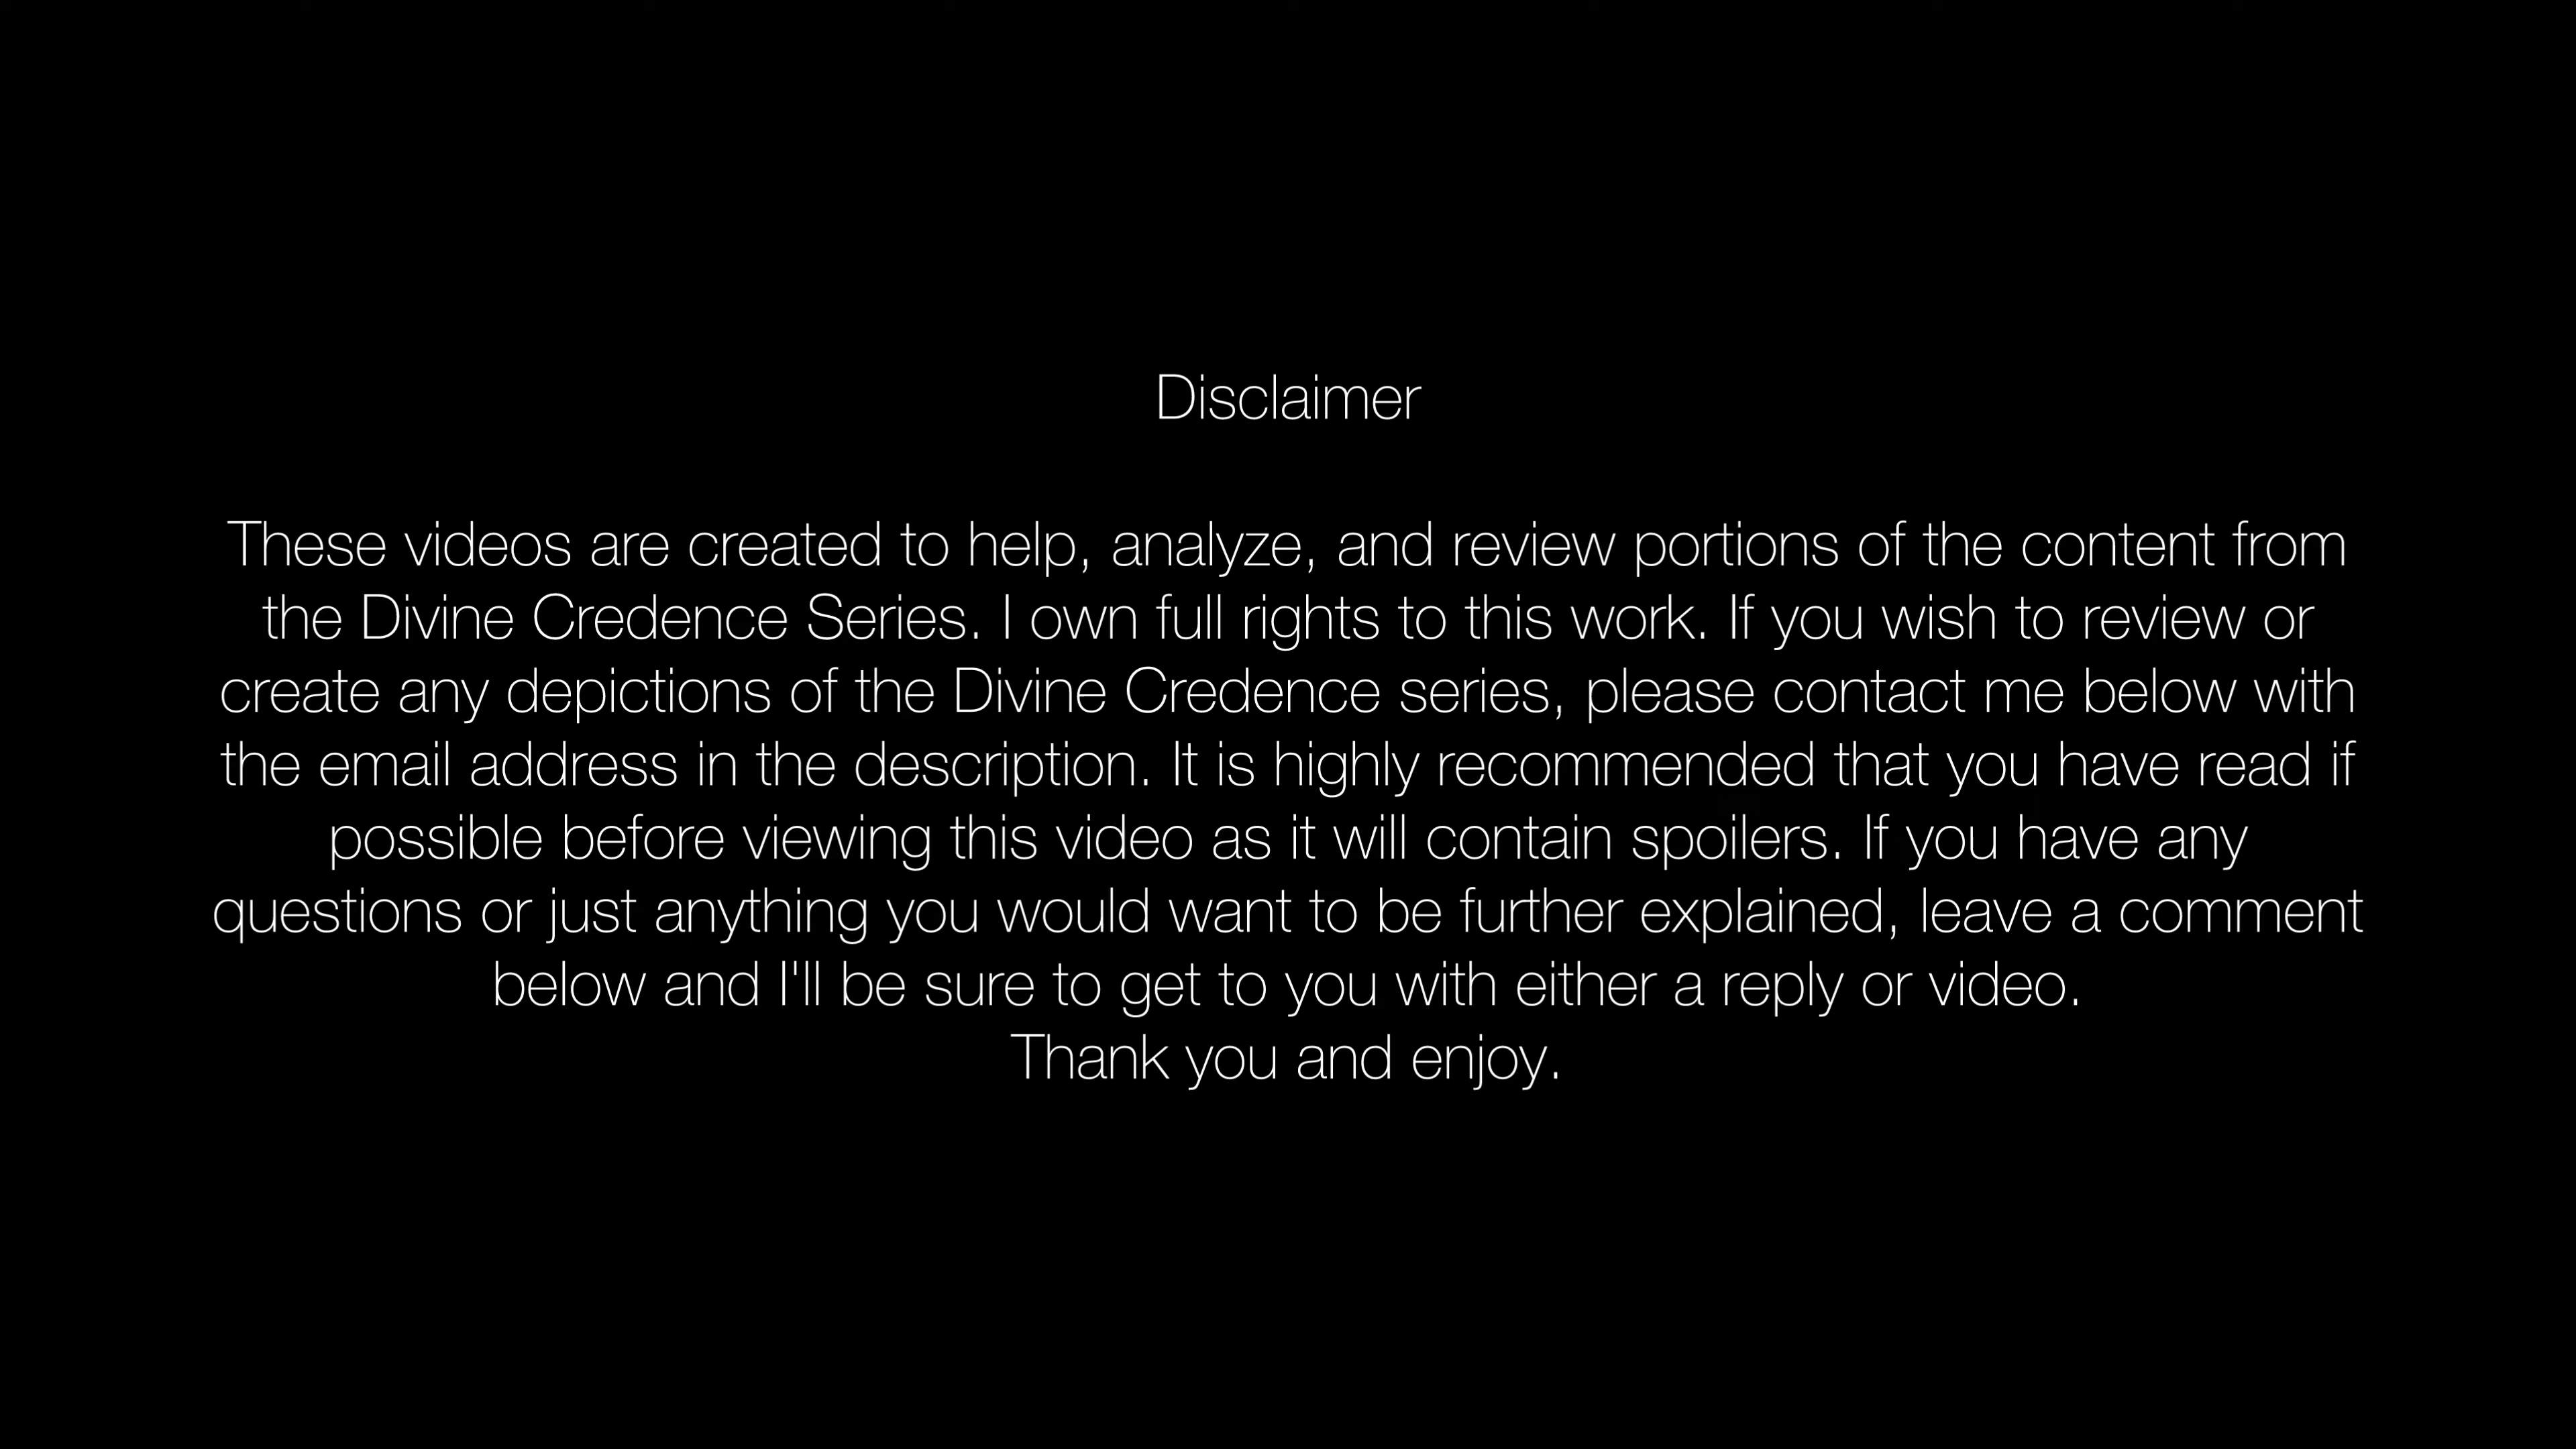 Disclaimer
These videos are created to help, analyze, and review portions of the content from
the Divine Credence Series. I own full rights to this work. If you wish to review or
create any depictions of the Divine Credence series, please contact me below with
the email address in the description. It is highly recommended that you have read if
possible before viewing this video as it will contain spoilers. If you have any
questions or just anything you would want to be further explained, leave a comment
below and I'll be sure to get to you with either a reply or video.
Thank you and enjoy.